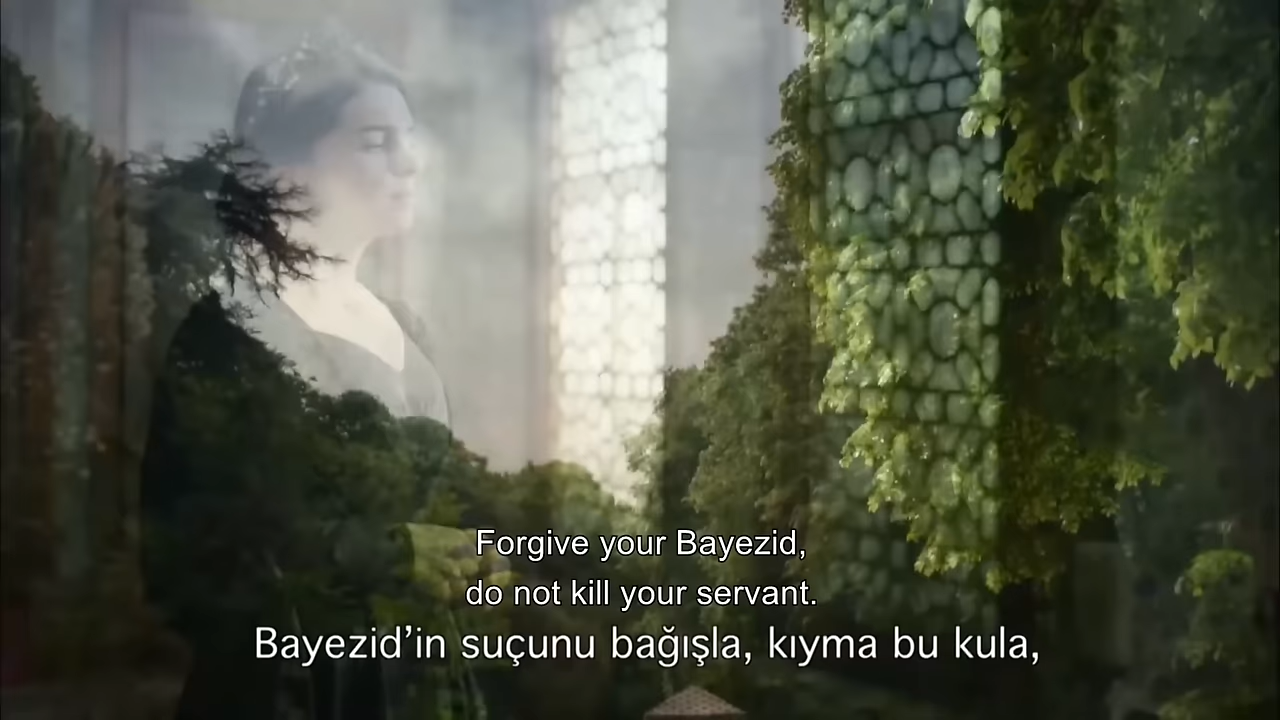 Forgive your Bayezid,
do not kill your servant.
Bayezid’in suçunu bağışla, kıyma bu kula,